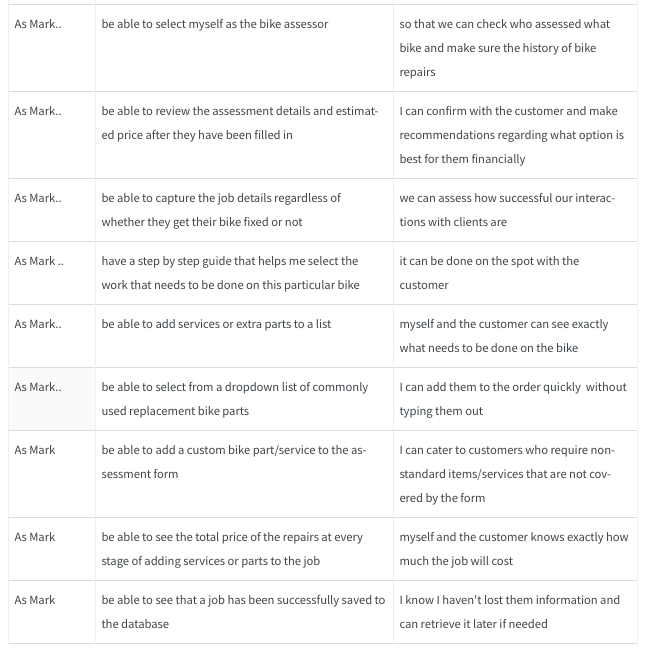 As Mark..
be able to select myself as the bike assessor
so that we can check who assessed what
bike and make sure the history of bike
repairs
As Mark..
be able to review the assessment details and estimat-
ed price after they have been filled in
I can confirm with the customer and make
recommendations regarding what option is
best for them financially
As Mark..
be able to capture the job details regardless of
whether they get their bike fixed or not
we can assess how successful our interac-
tions with clients are
As Mark ..
have a step by step guide that helps me select the
work that needs to be done on this particular bike
it can be done on the spot with the
customer
As Mark..
be able to add services or extra parts to a list
myself and the customer can see exactly
what needs to be done on the bike
As Mark..
be able to select from a dropdown list of commonly
used replacement bike parts
I can add them to the order quickly  without
typing them out
As Mark
be able to add a custom bike part/service to the as-
sessment form
I can cater to customers who require non-
standard items/services that are not cov-
ered by the form
As Mark
be able to see the total price of the repairs at every
stage of adding services or parts to the job
myself and the customer knows exactly how
much the job will cost
As Mark
be able to see that a job has been successfully saved to
the database
I know I haven't lost them information and
can retrieve it later if needed